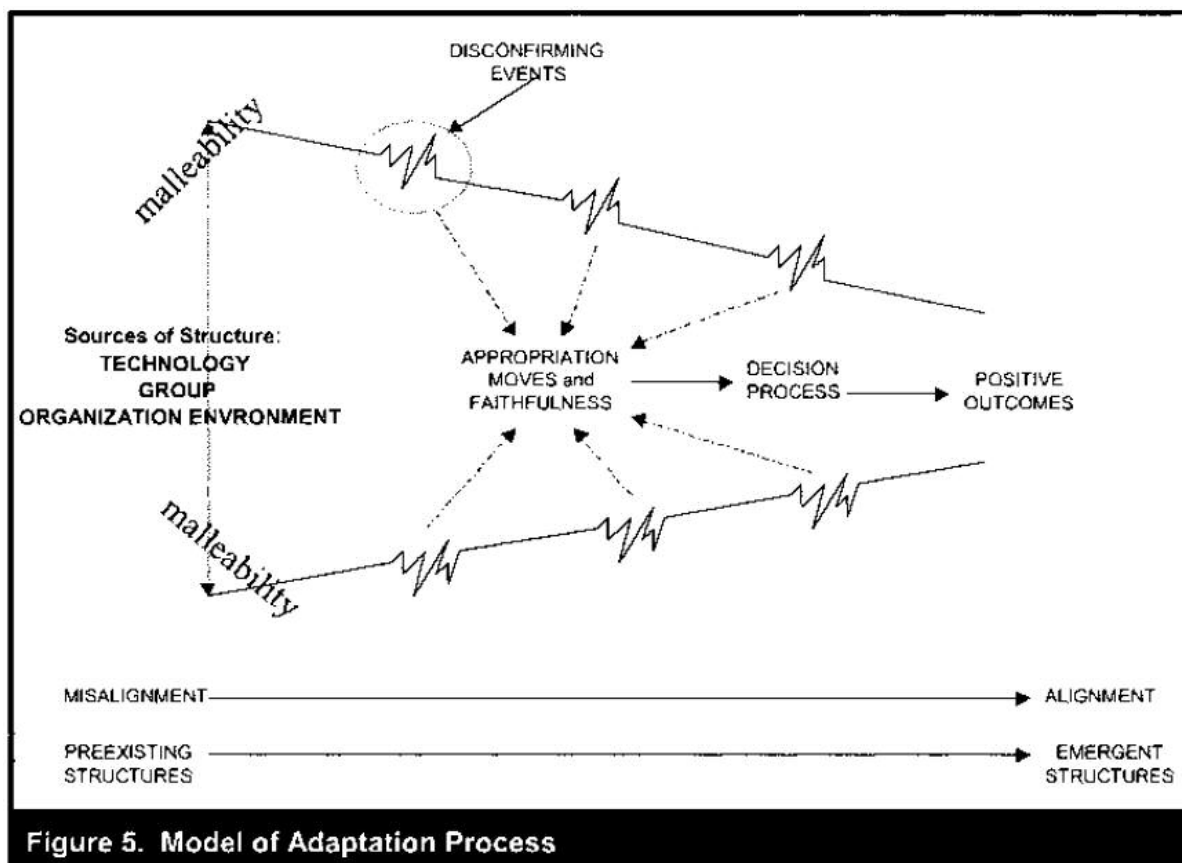 DISCONFIRMING
EVENTS
malleability
Sources of Structure:
TECHNOLOGY
GROUP
ORGANIZATION ENVIRONMENT
APPROPRIATION
MOVES and
FAITHFULNESS
DECISION
PROCESS
POSITIVE
OUTCOMES
malleability
MISALIGNMENT
ALIGNMENT
PREEXISTING
STRUCTURES
EMERGENT
STRUCTURES
Figure 5. Model of Adaptation Process